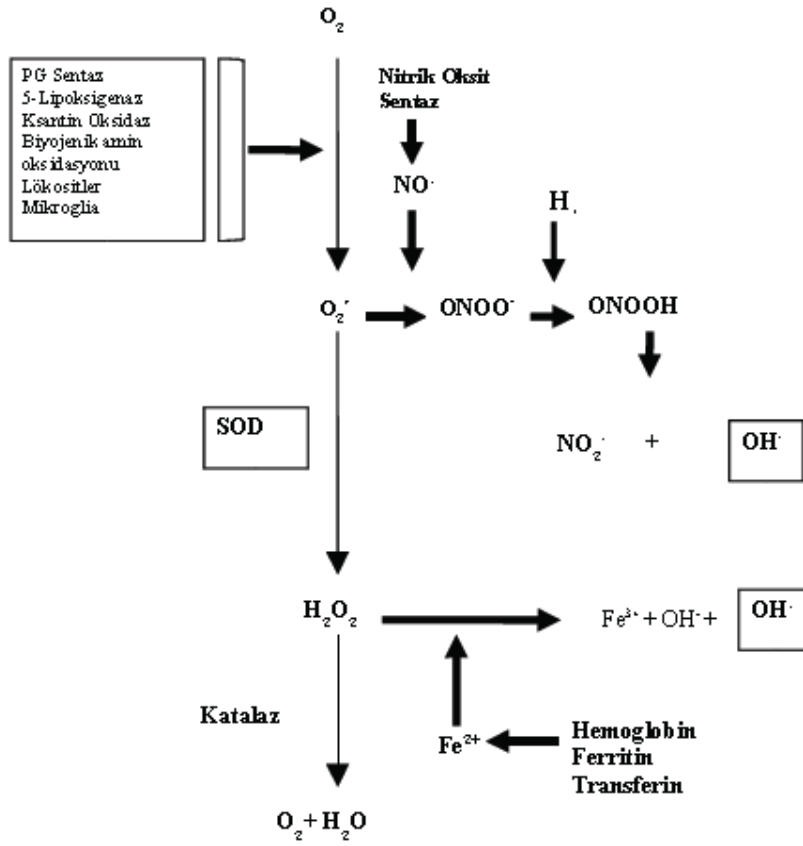 O₂
PG Sentaz
5-Lipoksigenaz
Ksantin Oksidaz
Biyojenik amin
oksidasyonu
Lökositler
Mikroglia
Nitrik Oksit
Sentaz
NO·
H.
O₂·
ONOO⁻
ONOOH
SOD
NO₂· + OH·
H₂O₂
Fe³⁺ + OH⁻ + OH·
Katalaz
Fe²⁺
Hemoglobin
Ferritin
Transferin
O₂ + H₂O